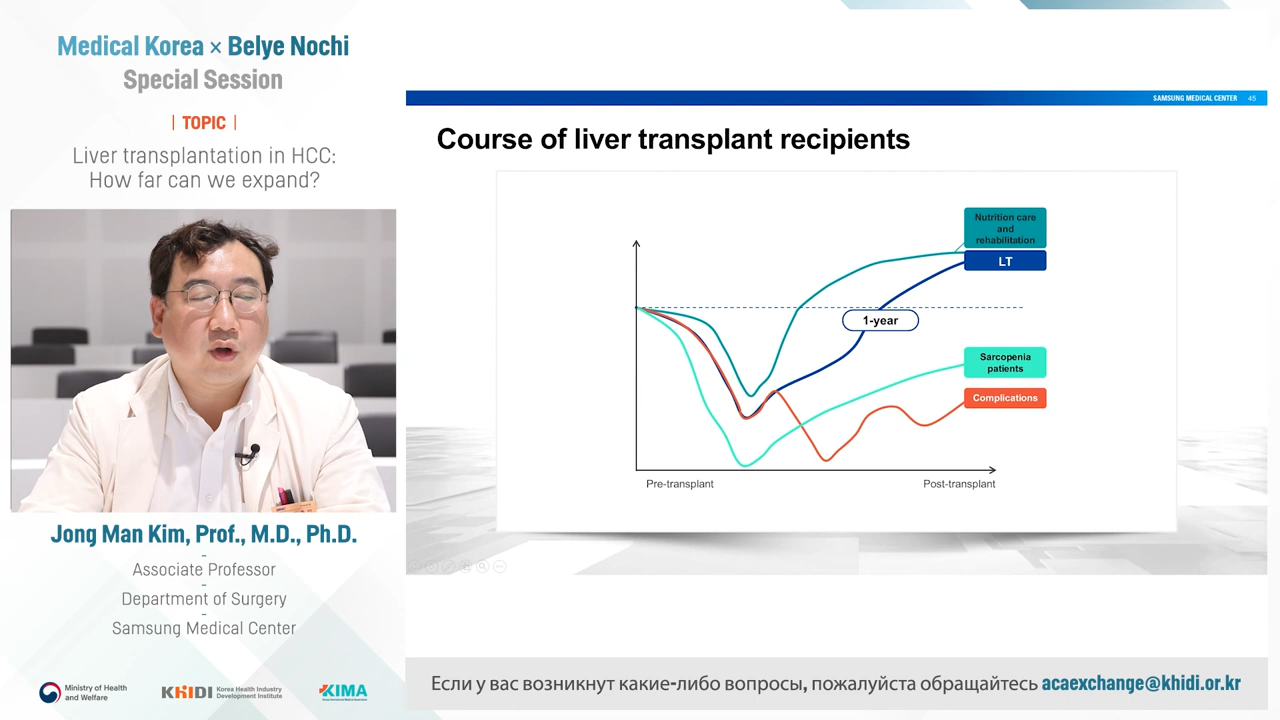 Medical Korea × Belye Nochi
Special Session
| TOPIC |
Liver transplantation in HCC:
How far can we expand?
Jong Man Kim, Prof., M.D., Ph.D.
-
Associate Professor
-
Department of Surgery
-
Samsung Medical Center
Ministry of Health
and Welfare
KHIDI
Korea Health Industry
Development Institute
KIMA
SAMSUNG MEDICAL CENTER 45
Course of liver transplant recipients
Nutrition care
and
rehabilitation
LT
1-year
Sarcopenia
patients
Complications
Pre-transplant
Post-transplant
Если у вас возникнут какие-либо вопросы, пожалуйста обращайтесь acaexchange@khidi.or.kr